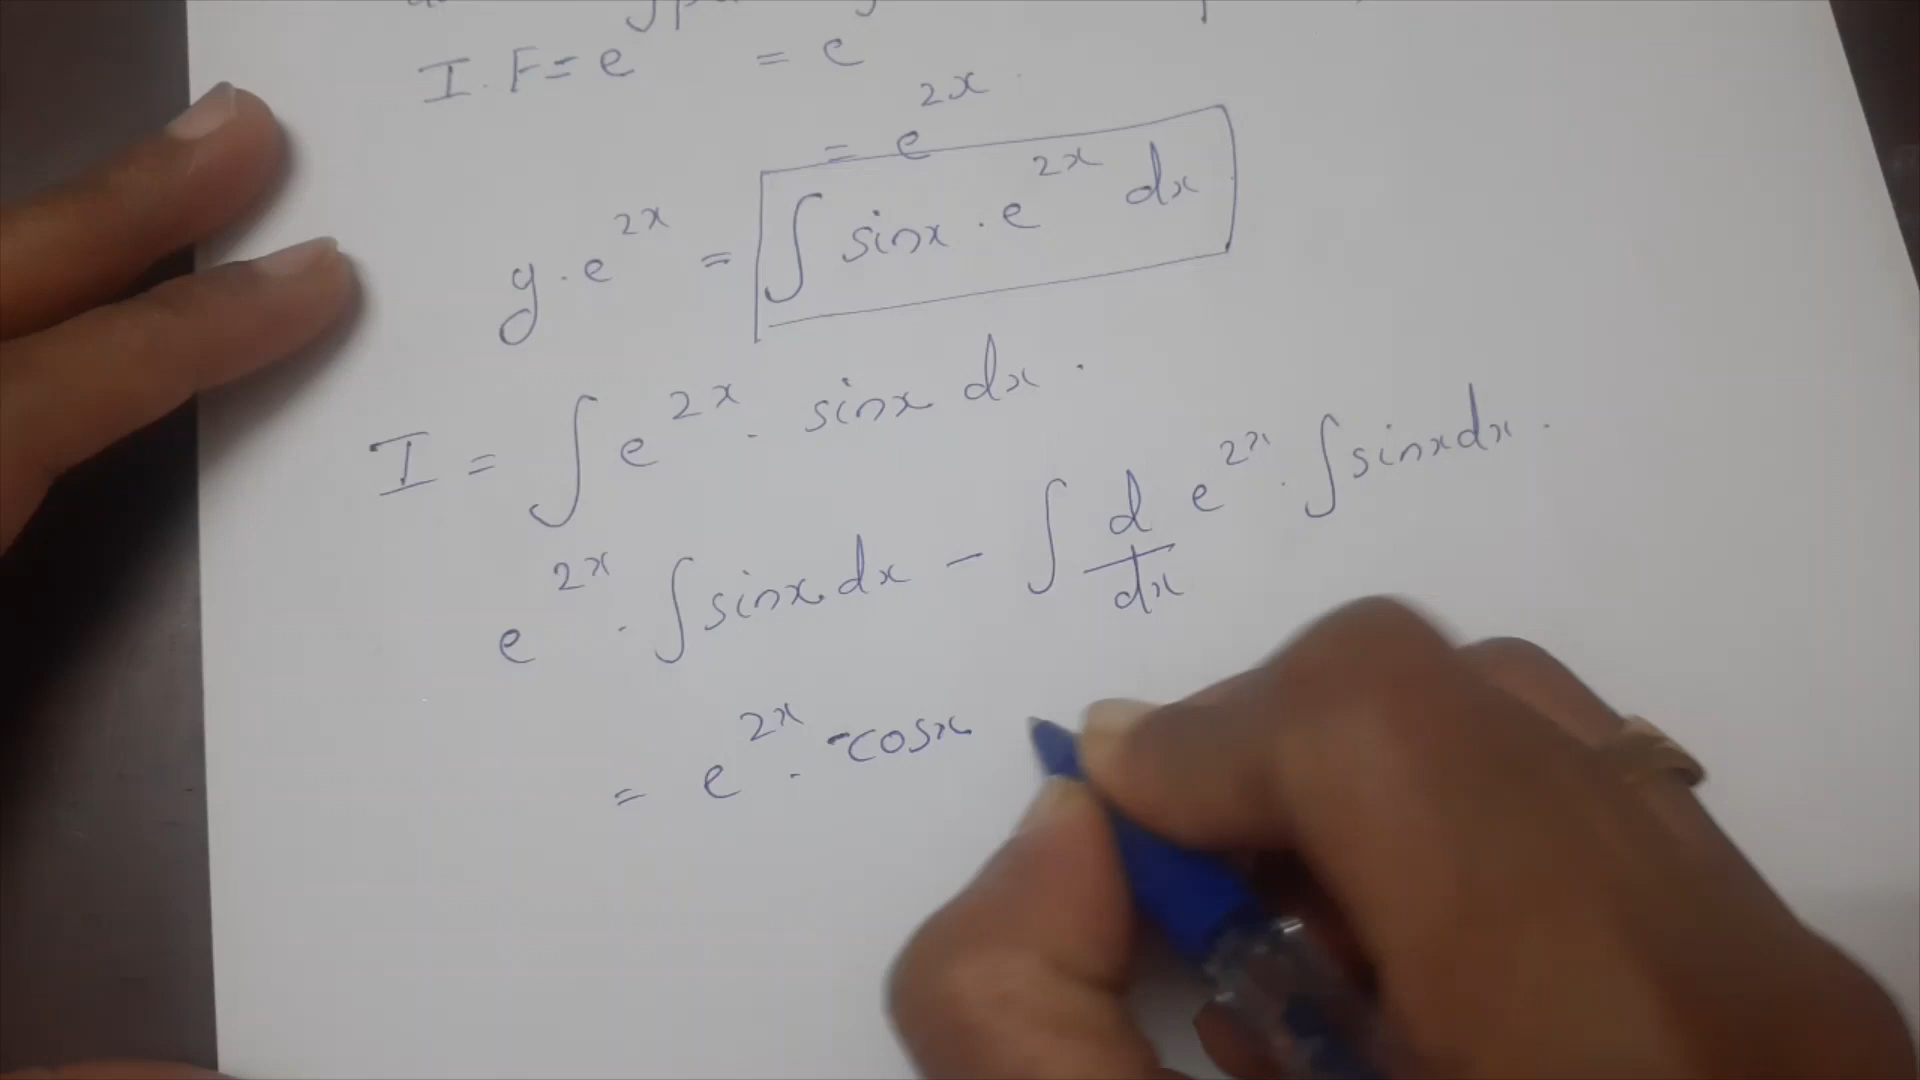 I.F = e = e
= e^{2x}
y . e^{2x} = ∫ sinx . e^{2x} dx
I = ∫ e^{2x} . sinx dx .
e^{2x} . ∫ sinx dx - ∫ d/dx e^{2x} . ∫ sinx dx .
= e^{2x} . -cosx